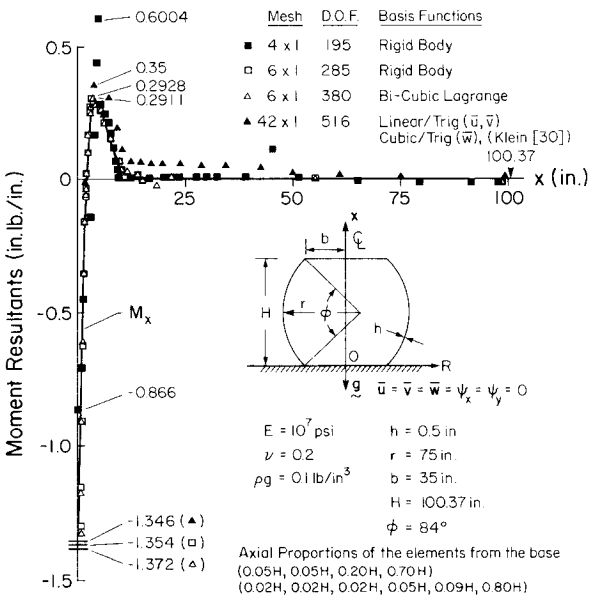 Mesh D.O.F. Basis Functions
■ 4 x 1 195 Rigid Body
□ 6 x 1 285 Rigid Body
△ 6 x 1 380 Bi-Cubic Lagrange
▲ 42 x 1 516 Linear/Trig (ū, v̄)
Cubic/Trig (w̄), (Klein [30])
0.6004
0.35
0.2928
0.2911
100.37
Moment Resultants (in.lb./in.)
0.5
0
-0.5
-1.0
-1.5
25
50
75
100
x (in.)
Mx
-0.866
-1.346 (▲)
-1.354 (□)
-1.372 (△)
x
b
℄
H
r
ϕ
h
O
R
g
ū = v̄ = w̄ = ψx = ψy = 0
E = 10⁷ psi
ν = 0.2
ρg = 0.1 lb/in³
h = 0.5 in
r = 75 in.
b = 35 in.
H = 100.37 in.
ϕ = 84°
Axial Proportions of the elements from the base
(0.05H, 0.05H, 0.20H, 0.70H)
(0.02H, 0.02H, 0.02H, 0.05H, 0.09H, 0.80H)